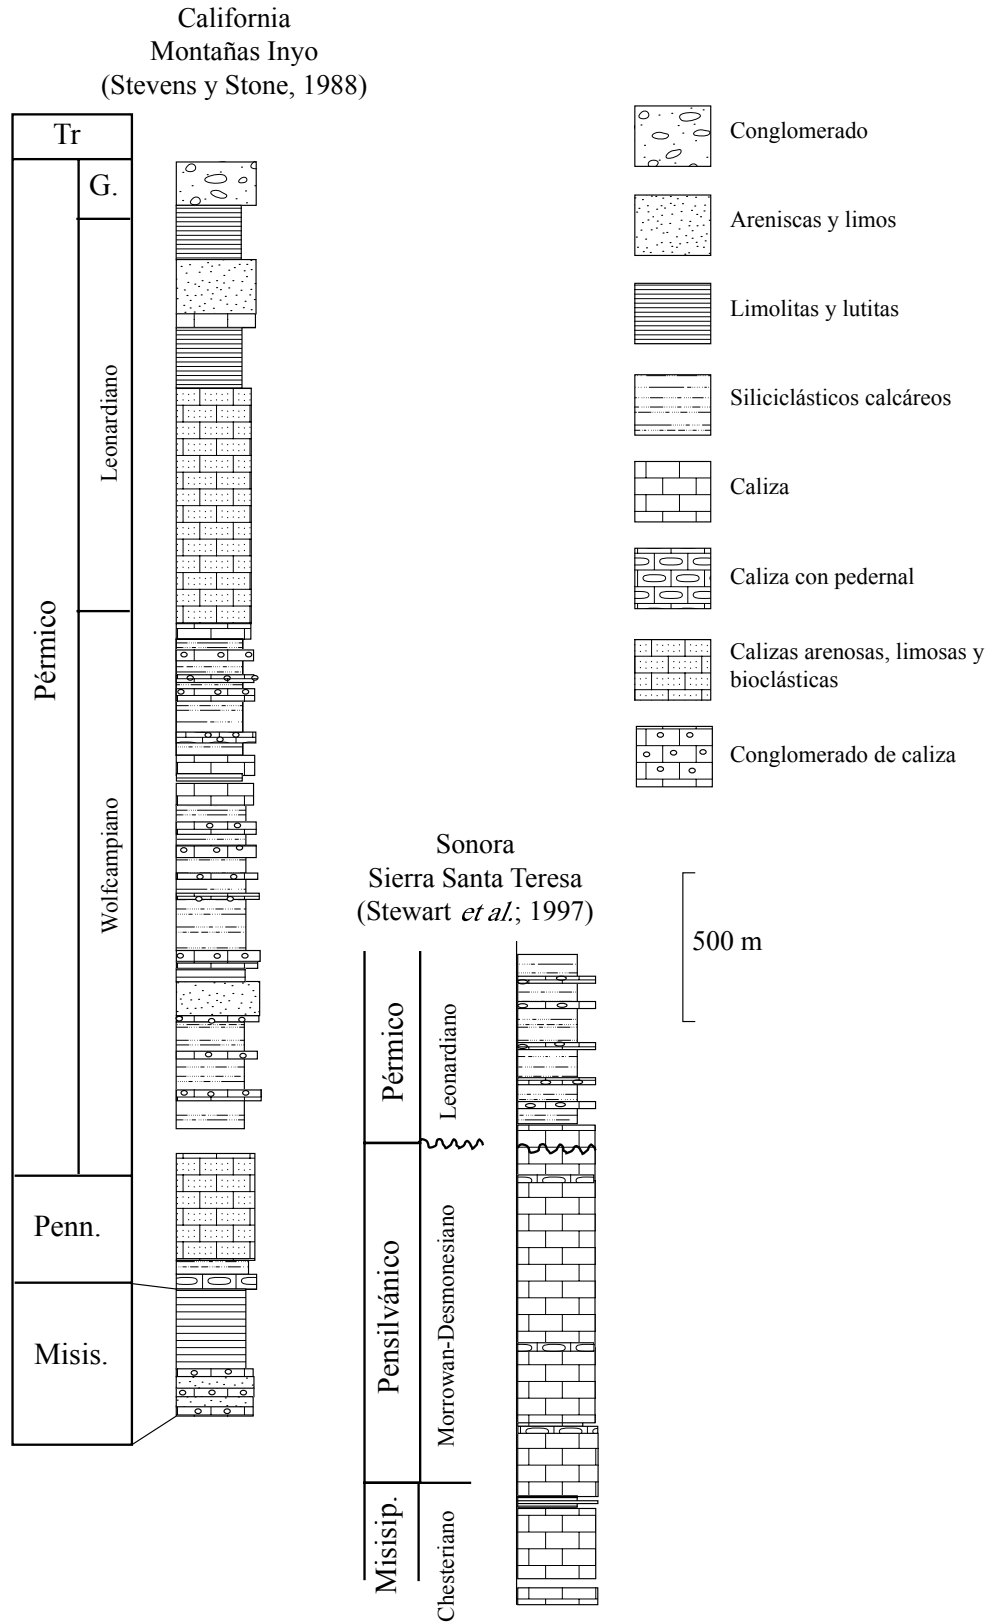 California
Montañas Inyo
(Stevens y Stone, 1988)
Tr
G.
Leonardiano
Pérmico
Wolfcampiano
Penn.
Misis.
Conglomerado
Areniscas y limos
Limolitas y lutitas
Siliciclásticos calcáreos
Caliza
Caliza con pedernal
Calizas arenosas, limosas y
bioclásticas
Conglomerado de caliza
Sonora
Sierra Santa Teresa
(Stewart et al.; 1997)
500 m
Pérmico
Leonardiano
Pensilvánico
Morrowan-Desmonesiano
Misisip.
Chesteriano